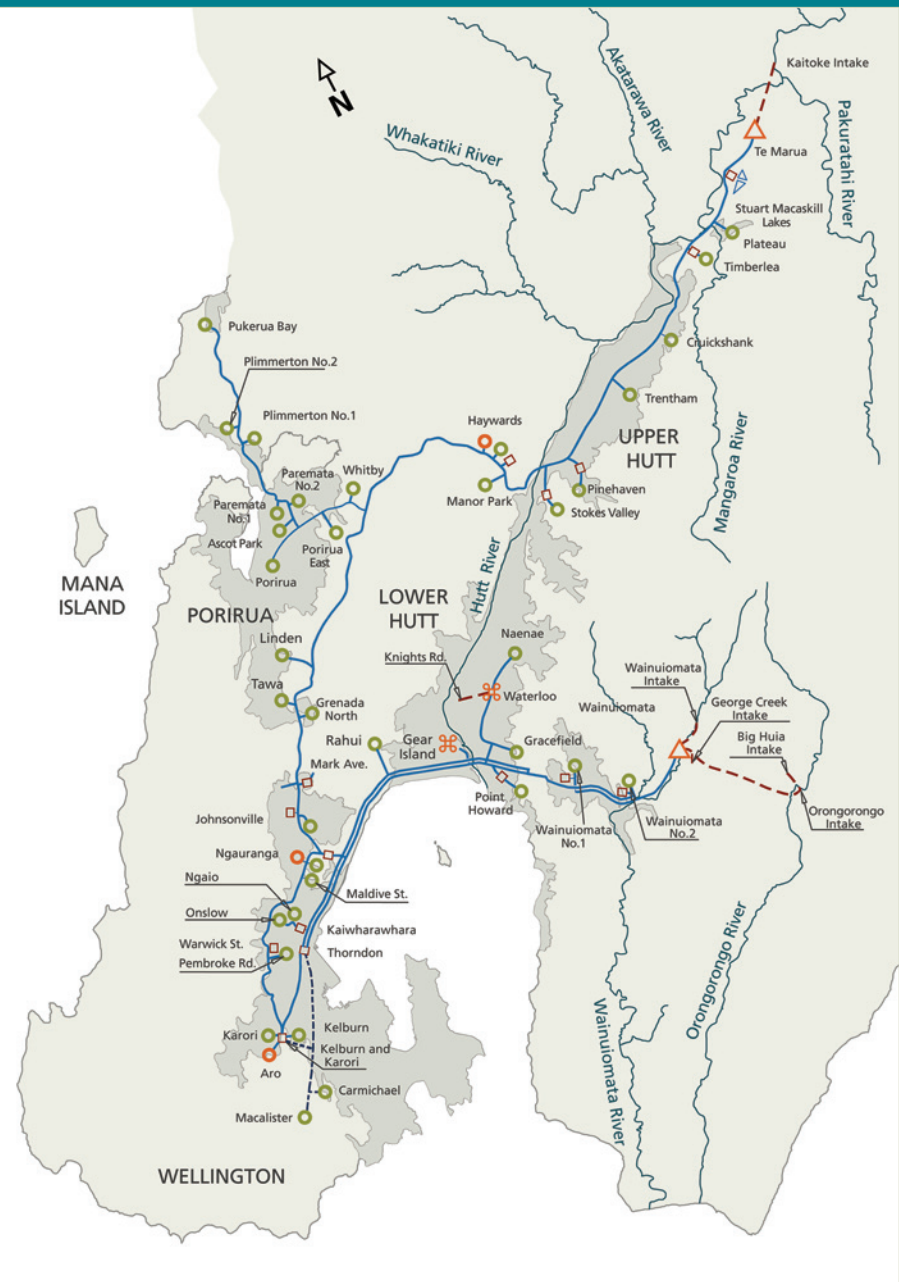 Kaitoke Intake
Akatarawa River
N
Whakatiki River
Pakuratahi River
Te Marua
Stuart Macaskill
Lakes
Plateau
Timberlea
Pukerua Bay
Cruickshank
Plimmerton No.2
Trentham
Plimmerton No.1
Haywards
UPPER
HUTT
Mangaroa River
Paremata
No.2
Whitby
Manor Park
Pinehaven
Stokes Valley
Paremata
No.1
Ascot Park
Porirua
East
Porirua
Hutt River
MANA
ISLAND
PORIRUA
LOWER
HUTT
Linden
Naenae
Knights Rd.
Wainuiomata
Intake
Tawa
Waterloo
Wainuiomata
George Creek
Intake
Grenada
North
Big Huia
Intake
Rahui
Gear
Island
Gracefield
Mark Ave.
Point
Howard
Orongorongo
Intake
Johnsonville
Wainuiomata
No.1
Wainuiomata
No.2
Ngauranga
Ngaio
Maldive St.
Onslow
Kaiwharawhara
Warwick St.
Thorndon
Pembroke Rd.
Orongorongo River
Wainuiomata River
Karori
Kelburn
Kelburn and
Karori
Aro
Carmichael
Macalister
WELLINGTON